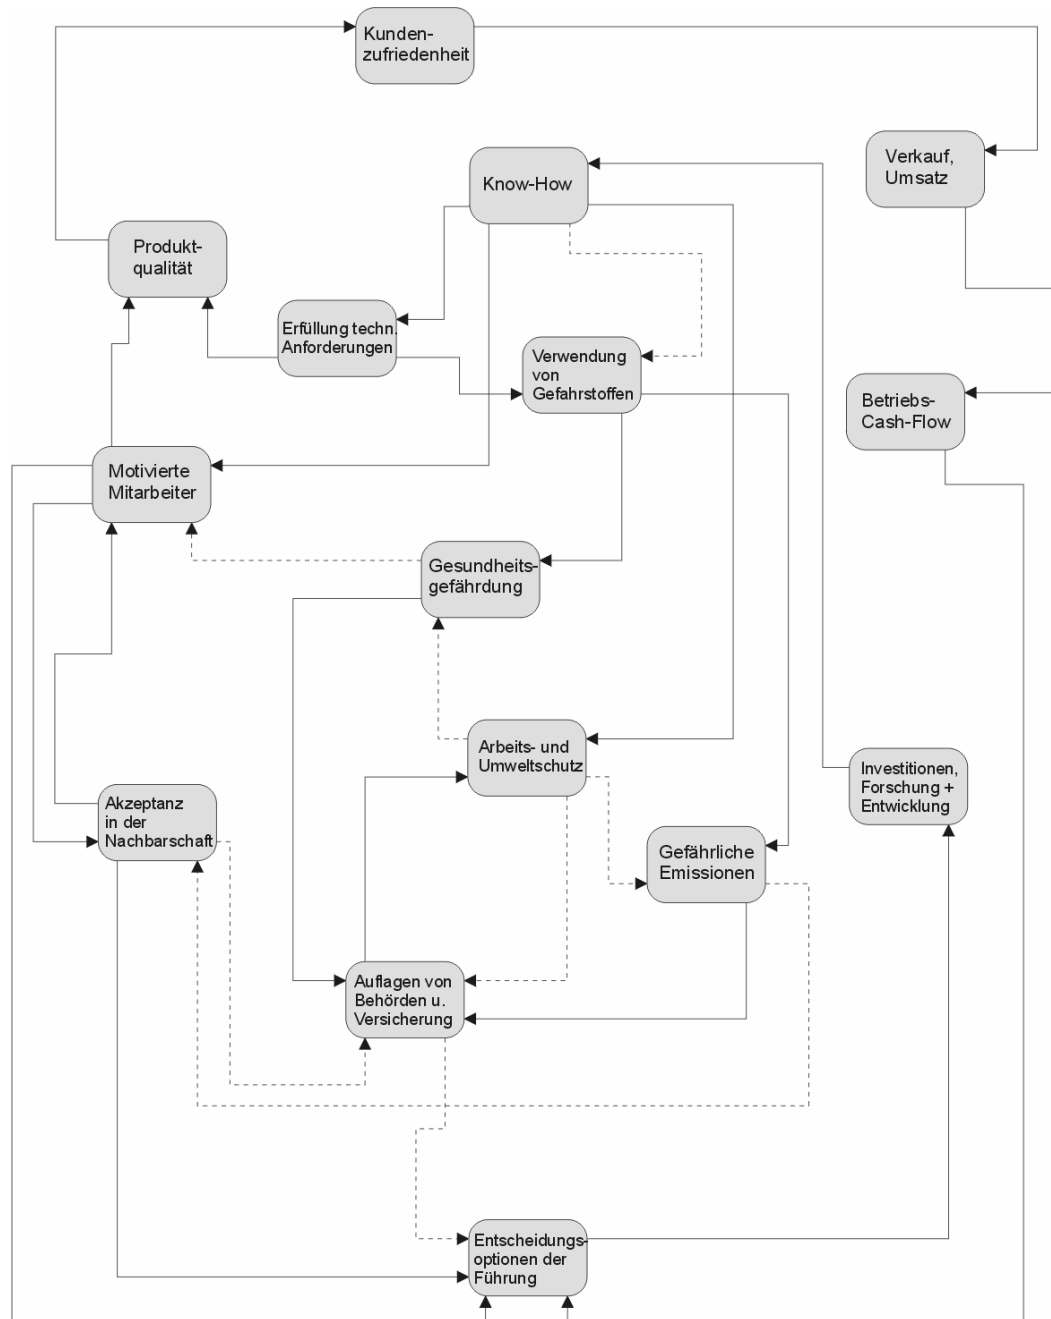 Kunden-
zufriedenheit
Verkauf,
Umsatz
Know-How
Produkt-
qualität
Erfüllung techn.
Anforderungen
Verwendung
von
Gefahrstoffen
Betriebs-
Cash-Flow
Motivierte
Mitarbeiter
Gesundheits-
gefährdung
Arbeits- und
Umweltschutz
Investitionen,
Forschung +
Entwicklung
Akzeptanz
in der
Nachbarschaft
Gefährliche
Emissionen
Auflagen von
Behörden u.
Versicherung
Entscheidungs-
optionen der
Führung